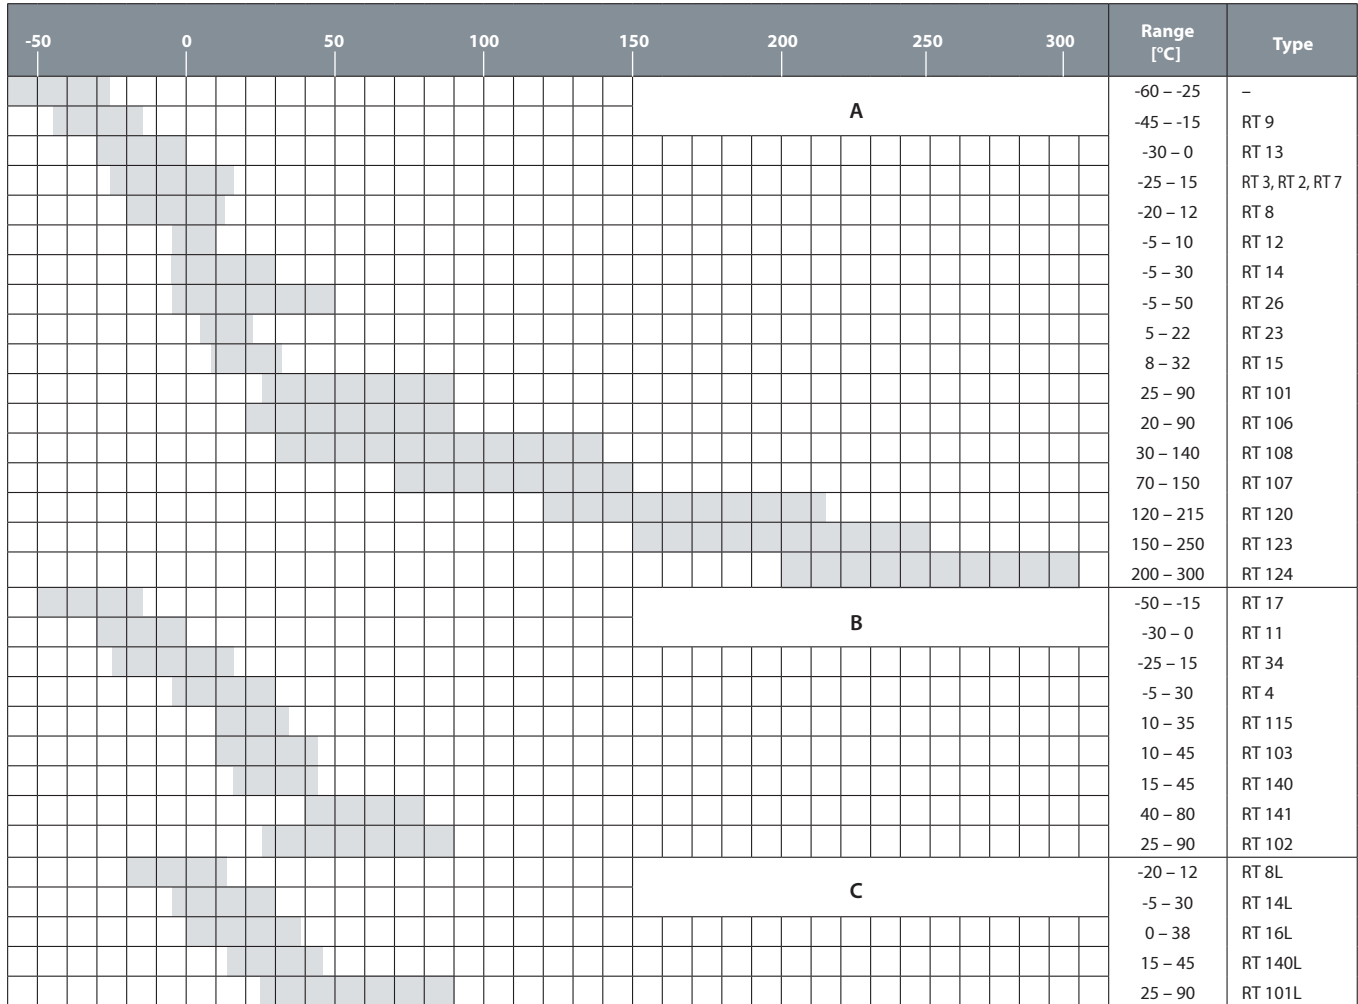 -50 0 50 100 150 200 250 300 Range [°C] Type
A
-60 – -25 –
-45 – -15 RT 9
-30 – 0 RT 13
-25 – 15 RT 3, RT 2, RT 7
-20 – 12 RT 8
-5 – 10 RT 12
-5 – 30 RT 14
-5 – 50 RT 26
5 – 22 RT 23
8 – 32 RT 15
25 – 90 RT 101
20 – 90 RT 106
30 – 140 RT 108
70 – 150 RT 107
120 – 215 RT 120
150 – 250 RT 123
200 – 300 RT 124
B
-50 – -15 RT 17
-30 – 0 RT 11
-25 – 15 RT 34
-5 – 30 RT 4
10 – 35 RT 115
10 – 45 RT 103
15 – 45 RT 140
40 – 80 RT 141
25 – 90 RT 102
C
-20 – 12 RT 8L
-5 – 30 RT 14L
0 – 38 RT 16L
15 – 45 RT 140L
25 – 90 RT 101L